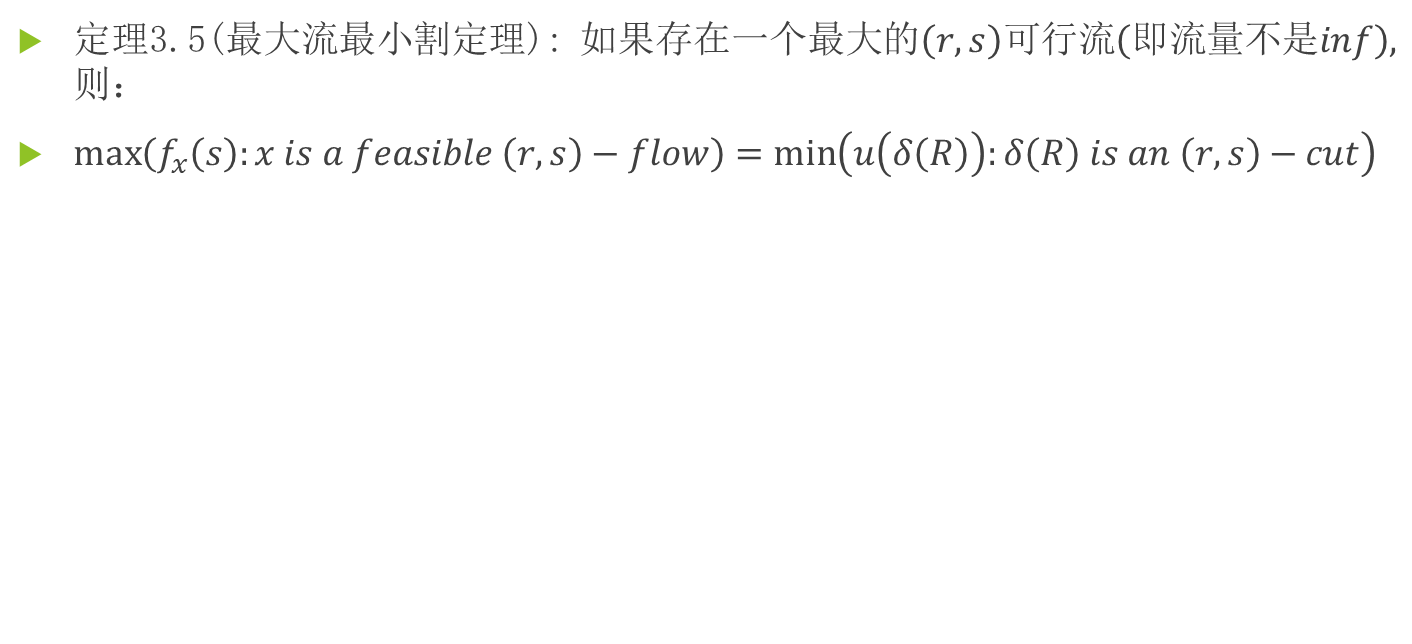 定理3.5(最大流最小割定理): 如果存在一个最大的(r,s)可行流(即流量不是inf),
则:
max(fₓ(s): x is a feasible (r,s) − flow) = min(u(δ(R)): δ(R) is an (r,s) − cut)